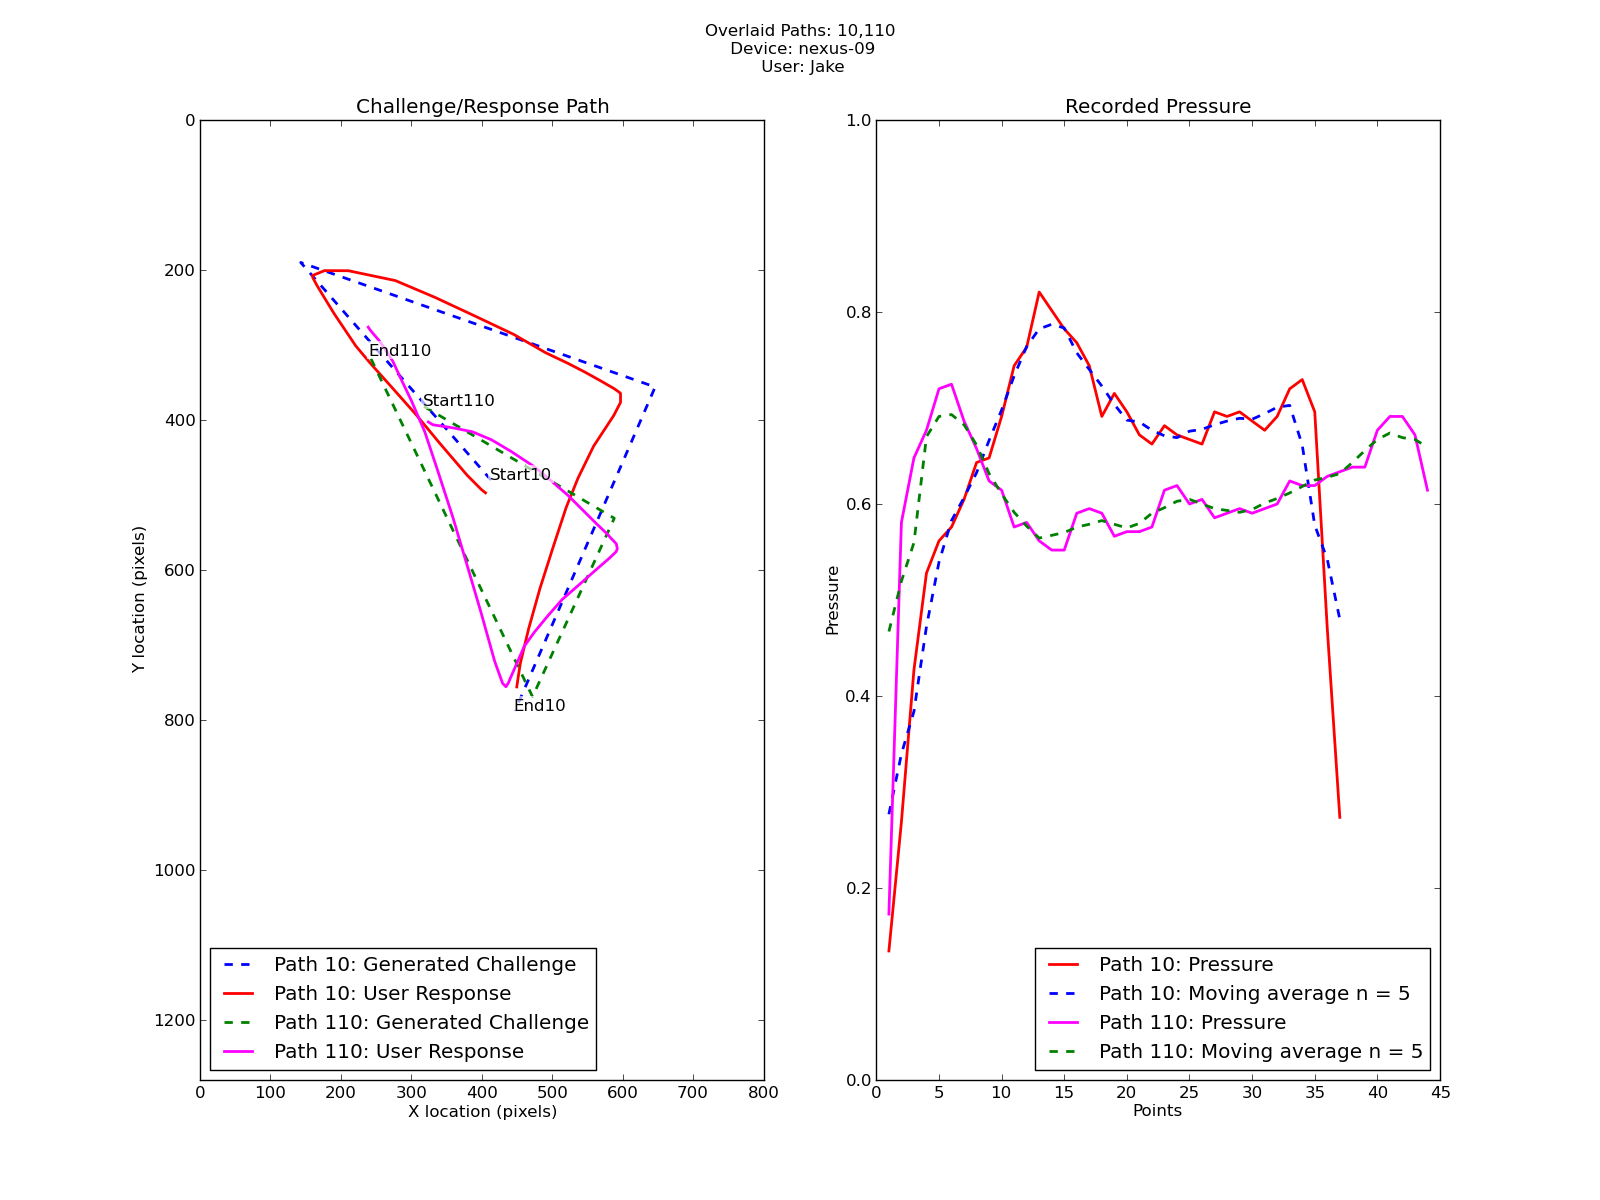 Overlaid Paths: 10,110
Device: nexus-09
User: Jake
Challenge/Response Path
0
200
400
600
800
1000
1200
Y location (pixels)
End110
Start110
Start10
End10
Path 10: Generated Challenge
Path 10: User Response
Path 110: Generated Challenge
Path 110: User Response
0 100 200 300 400 500 600 700 800
X location (pixels)
Recorded Pressure
1.0
0.8
0.6
0.4
0.2
0.0
Pressure
Path 10: Pressure
Path 10: Moving average n = 5
Path 110: Pressure
Path 110: Moving average n = 5
0 5 10 15 20 25 30 35 40 45
Points